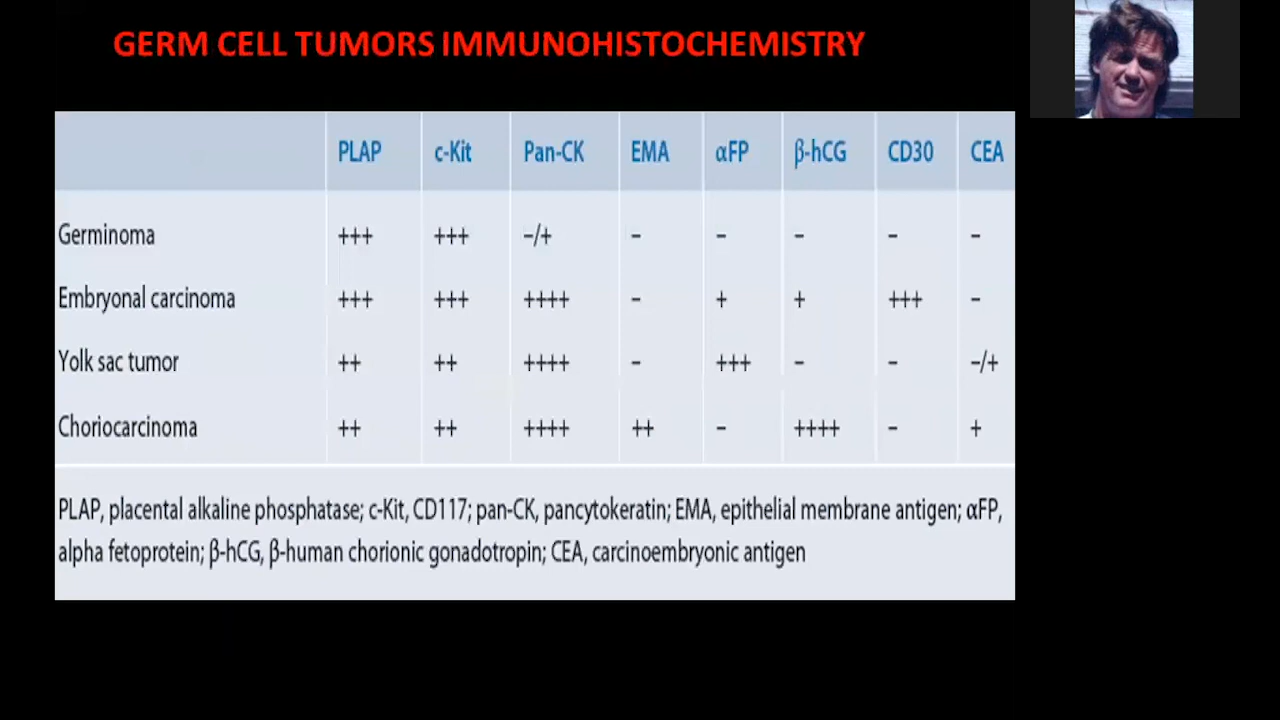 GERM CELL TUMORS IMMUNOHISTOCHEMISTRY
PLAP c-Kit Pan-CK EMA αFP β-hCG CD30 CEA
Germinoma +++ +++ −/+ − − − − −
Embryonal carcinoma +++ +++ ++++ − + + +++ −
Yolk sac tumor ++ ++ ++++ − +++ − − −/+
Choriocarcinoma ++ ++ ++++ ++ − ++++ − +
PLAP, placental alkaline phosphatase; c-Kit, CD117; pan-CK, pancytokeratin; EMA, epithelial membrane antigen; αFP,
alpha fetoprotein; β-hCG, β-human chorionic gonadotropin; CEA, carcinoembryonic antigen